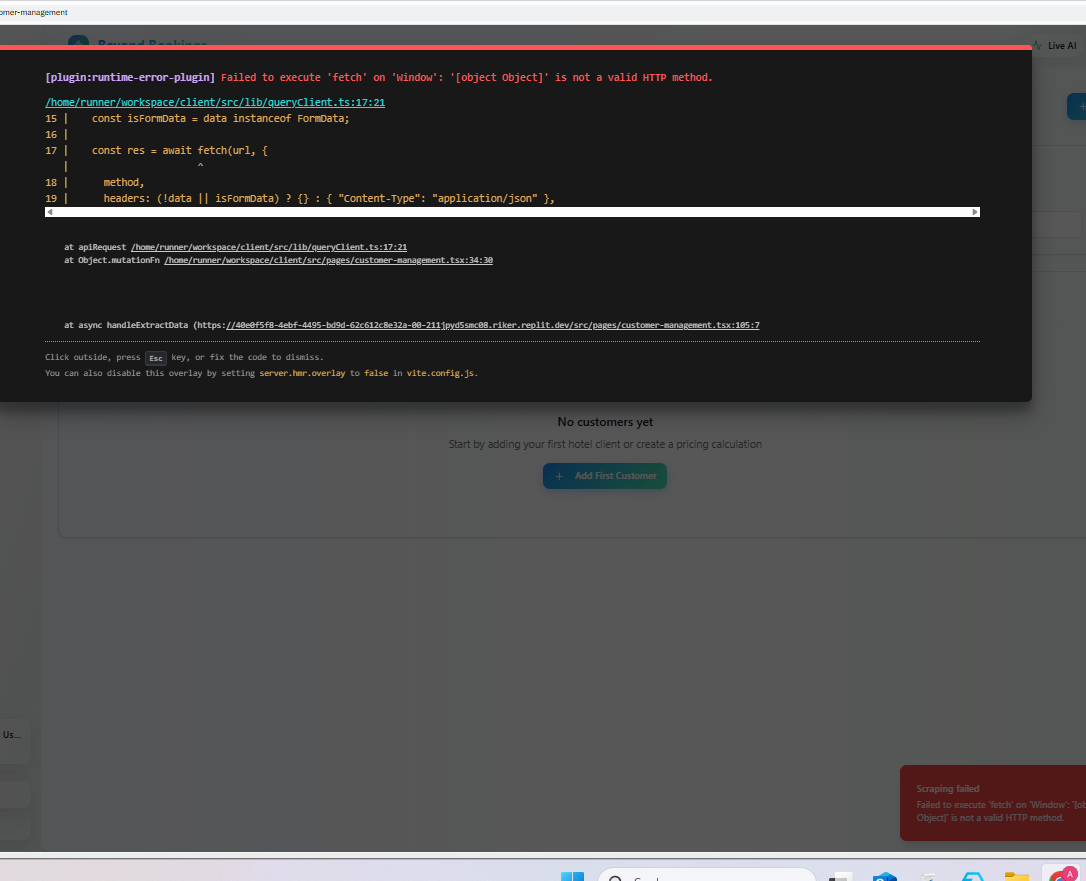 omer-management
Beyond Bookings
Live AI
[plugin:runtime-error-plugin] Failed to execute 'fetch' on 'Window': '[object Object]' is not a valid HTTP method.
/home/runner/workspace/client/src/lib/queryClient.ts:17:21
15 |    const isFormData = data instanceof FormData;
16 |
17 |    const res = await fetch(url, {
   |                      ^
18 |      method,
19 |      headers: (!data || isFormData) ? {} : { "Content-Type": "application/json" },
at apiRequest /home/runner/workspace/client/src/lib/queryClient.ts:17:21
at Object.mutationFn /home/runner/workspace/client/src/pages/customer-management.tsx:34:30
at async handleExtractData (https://40e0f5f8-4ebf-4495-bd9d-62c612c8e32a-00-211jpyd5smc08.riker.replit.dev/src/pages/customer-management.tsx:105:7
Click outside, press Esc key, or fix the code to dismiss.
You can also disable this overlay by setting server.hmr.overlay to false in vite.config.js.
No customers yet
Start by adding your first hotel client or create a pricing calculation
+ Add First Customer
Us...
Scraping failed
Failed to execute 'fetch' on 'Window': '[ob
Object]' is not a valid HTTP method.
A